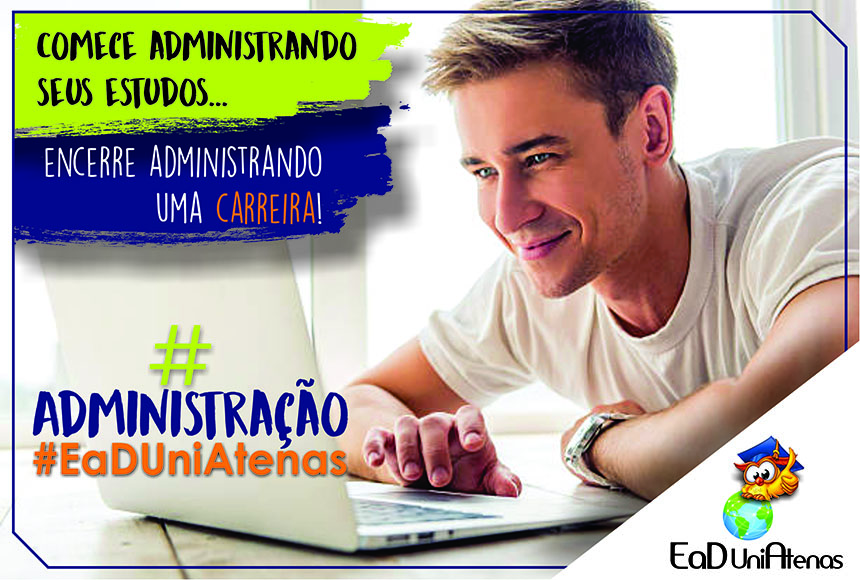 COMECE ADMINISTRANDO
SEUS ESTUDOS...
ENCERRE ADMINISTRANDO
UMA CARREIRA!
#
ADMINISTRAÇÃO
#EaDUniAtenas
EaD UniAtenas